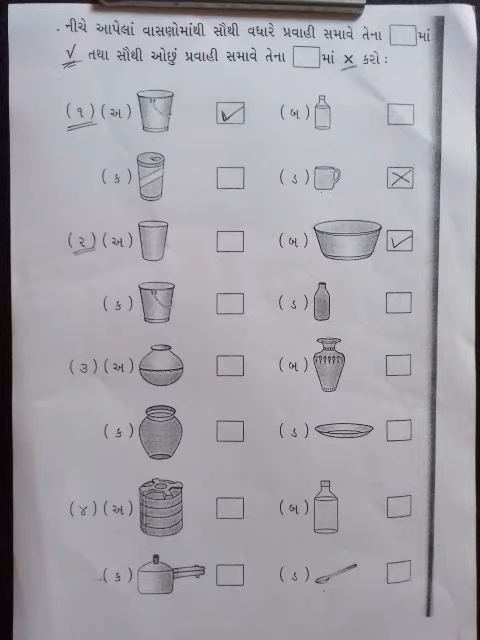 . નીચે આપેલાં વાસણોમાંથી સૌથી વધારે પ્રવાહી સમાવે તેના માં
✓ તથા સૌથી ઓછું પ્રવાહી સમાવે તેના માં × કરો :
(૧) (અ) ✓ (બ)
(ક) (ડ) ×
(૨) (અ) (બ) ✓
(ક) (ડ)
(૩) (અ) (બ)
(ક) (ડ)
(૪) (અ) (બ)
(ક) (ડ)